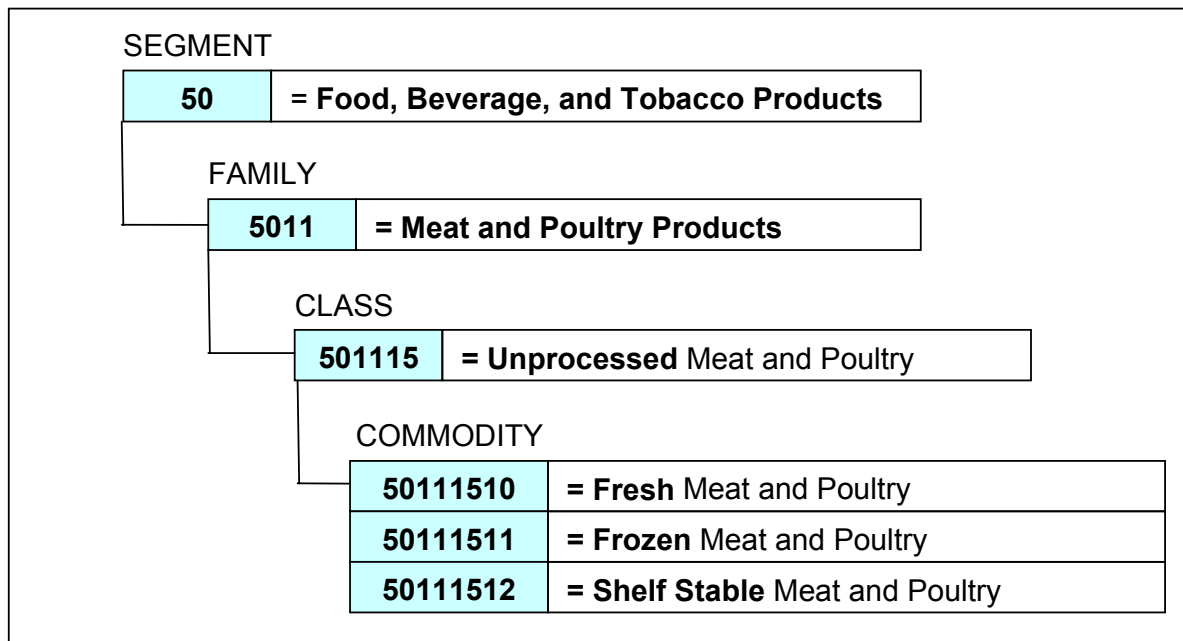 SEGMENT
50 = Food, Beverage, and Tobacco Products
FAMILY
5011 = Meat and Poultry Products
CLASS
501115 = Unprocessed Meat and Poultry
COMMODITY
50111510 = Fresh Meat and Poultry
50111511 = Frozen Meat and Poultry
50111512 = Shelf Stable Meat and Poultry